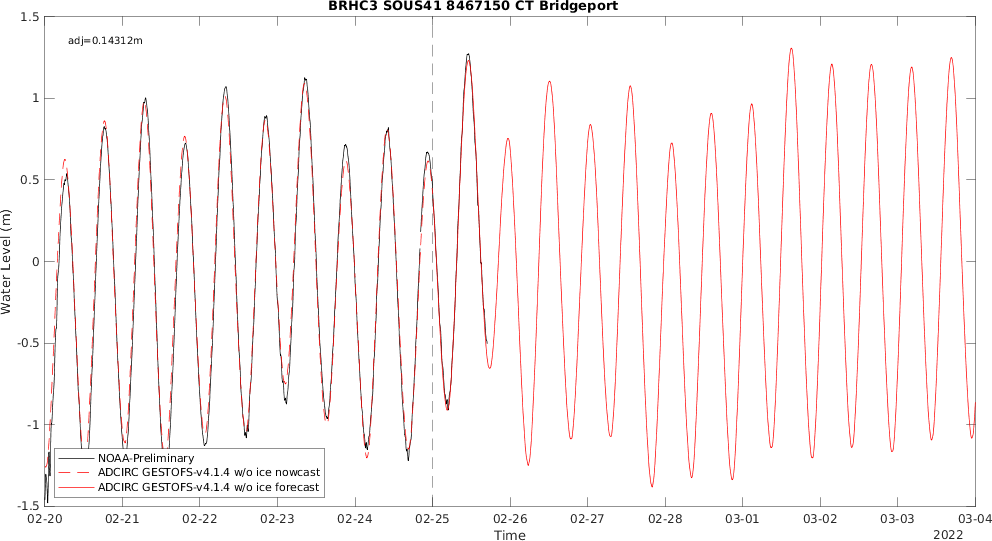 BRHC3 SOUS41 8467150 CT Bridgeport
adj=0.14312m
Water Level (m)
1.5
1
0.5
0
-0.5
-1
-1.5
NOAA-Preliminary
ADCIRC GESTOFS-v4.1.4 w/o ice nowcast
ADCIRC GESTOFS-v4.1.4 w/o ice forecast
02-20 02-21 02-22 02-23 02-24 02-25 02-26 02-27 02-28 03-01 03-02 03-03 03-04
Time
2022